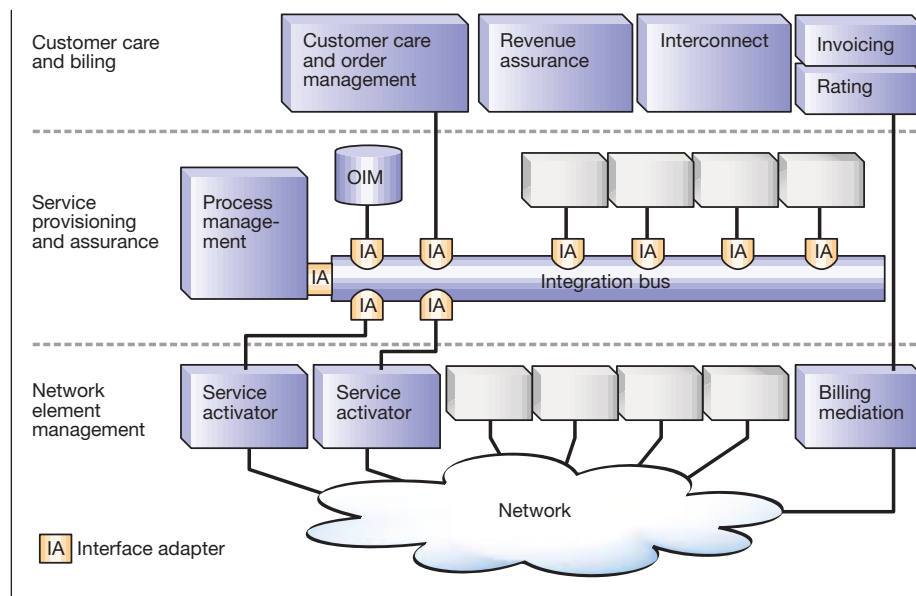 Customer care
and biling
Customer care
and order
management
Revenue
assurance
Interconnect
Invoicing
Rating
Service
provisioning
and assurance
Process
manage-
ment
OIM
IA
IA
IA
IA
IA
IA
IA
Integration bus
IA
IA
Network
element
management
Service
activator
Service
activator
Billing
mediation
Network
IA Interface adapter